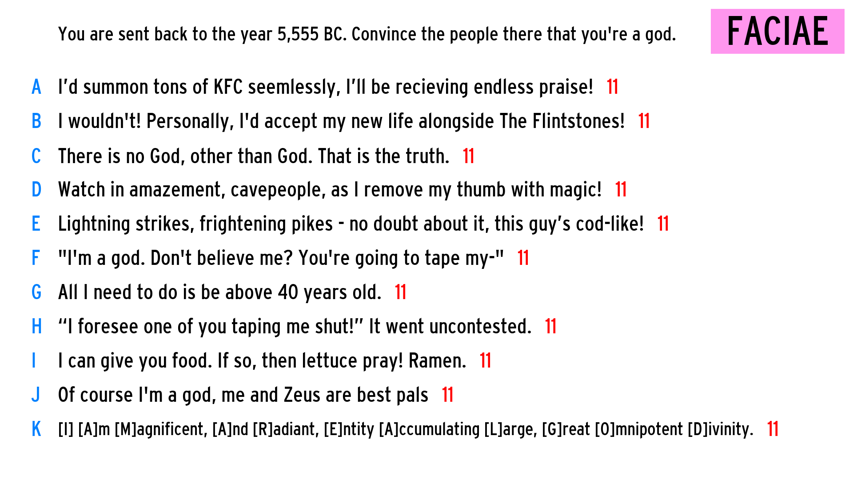 You are sent back to the year 5,555 BC. Convince the people there that you're a god.
FACIAE
A I'd summon tons of KFC seemlessly, I'll be recieving endless praise! 11
B I wouldn't! Personally, I'd accept my new life alongside The Flintstones! 11
C There is no God, other than God. That is the truth. 11
D Watch in amazement, cavepeople, as I remove my thumb with magic! 11
E Lightning strikes, frightening pikes - no doubt about it, this guy's cod-like! 11
F "I'm a god. Don't believe me? You're going to tape my-" 11
G All I need to do is be above 40 years old. 11
H “I foresee one of you taping me shut!” It went uncontested. 11
I I can give you food. If so, then lettuce pray! Ramen. 11
J Of course I'm a god, me and Zeus are best pals 11
K [I] [A]m [M]agnificent, [A]nd [R]adiant, [E]ntity [A]ccumulating [L]arge, [G]reat [O]mnipotent [D]ivinity. 11